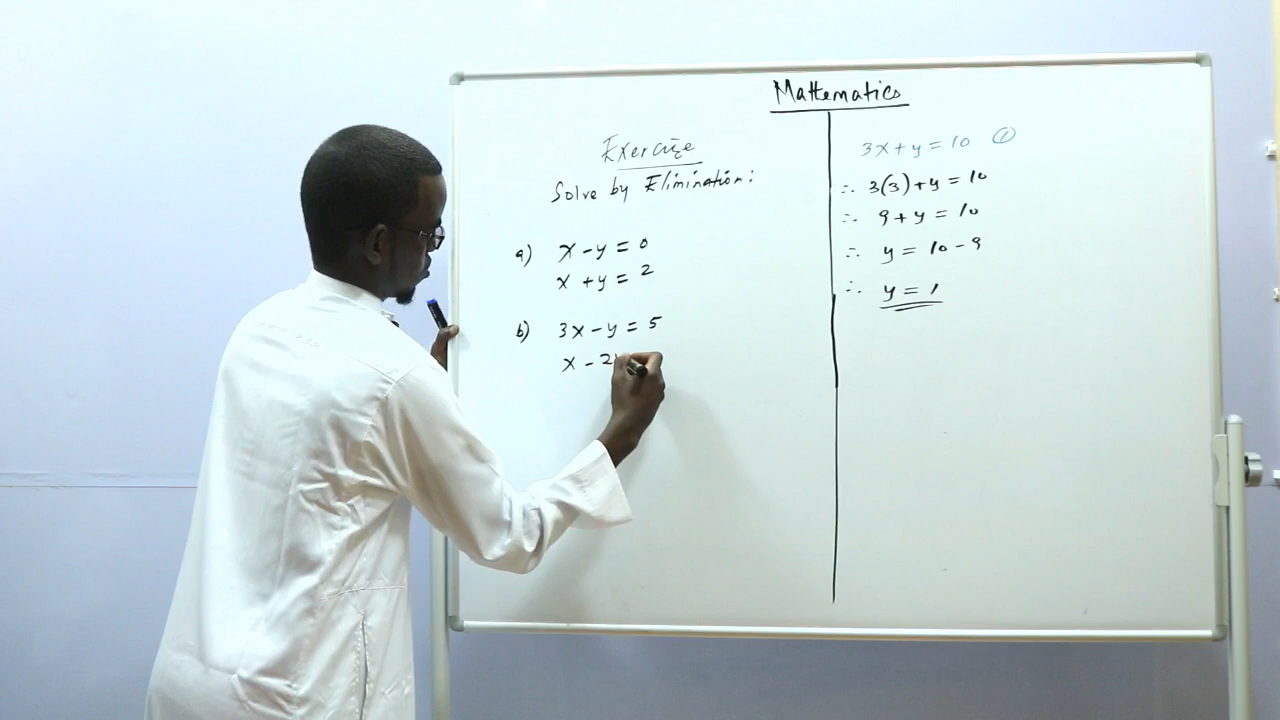 Mathematics
Exercise
Solve by Elimination:
a) x - y = 0
x + y = 2
b) 3x - y = 5
x - 2
3x + y = 10 ①
∴ 3(3) + y = 10
∴ 9 + y = 10
∴ y = 10 - 9
∴ y = 1